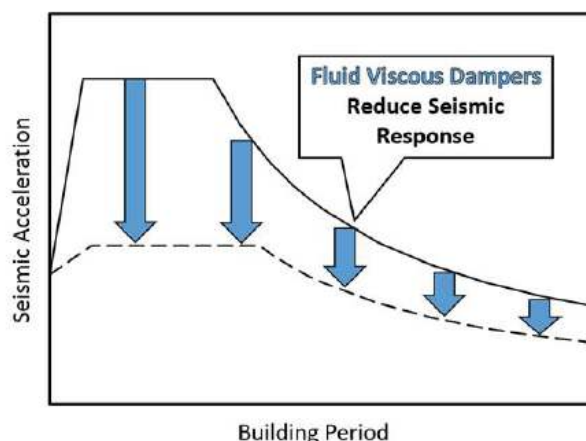 Fluid Viscous Dampers
Reduce Seismic
Response
Seismic Acceleration
Building Period